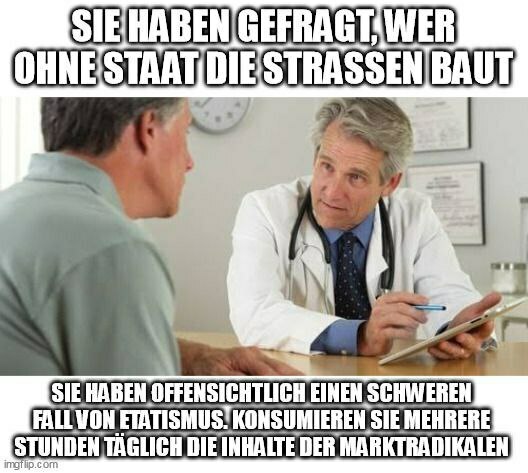 SIE HABEN GEFRAGT, WER
OHNE STAAT DIE STRASSEN BAUT
SIE HABEN OFFENSICHTLICH EINEN SCHWEREN
FALL VON ETATISMUS. KONSUMIEREN SIE MEHRERE
STUNDEN TÄGLICH DIE INHALTE DER MARKTRADIKALEN
imgflip.com